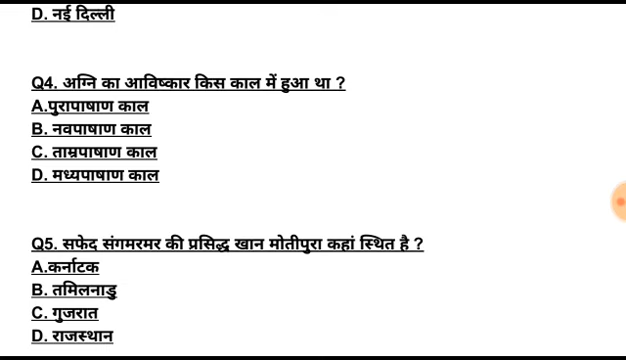 D. नई दिल्ली
Q4. अग्नि का आविष्कार किस काल में हुआ था ?
A.पुरापाषाण काल
B. नवपाषाण काल
C. ताम्रपाषाण काल
D. मध्यपाषाण काल
Q5. सफेद संगमरमर की प्रसिद्ध खान मोतीपुरा कहां स्थित है ?
A.कर्नाटक
B. तमिलनाडु
C. गुजरात
D. राजस्थान